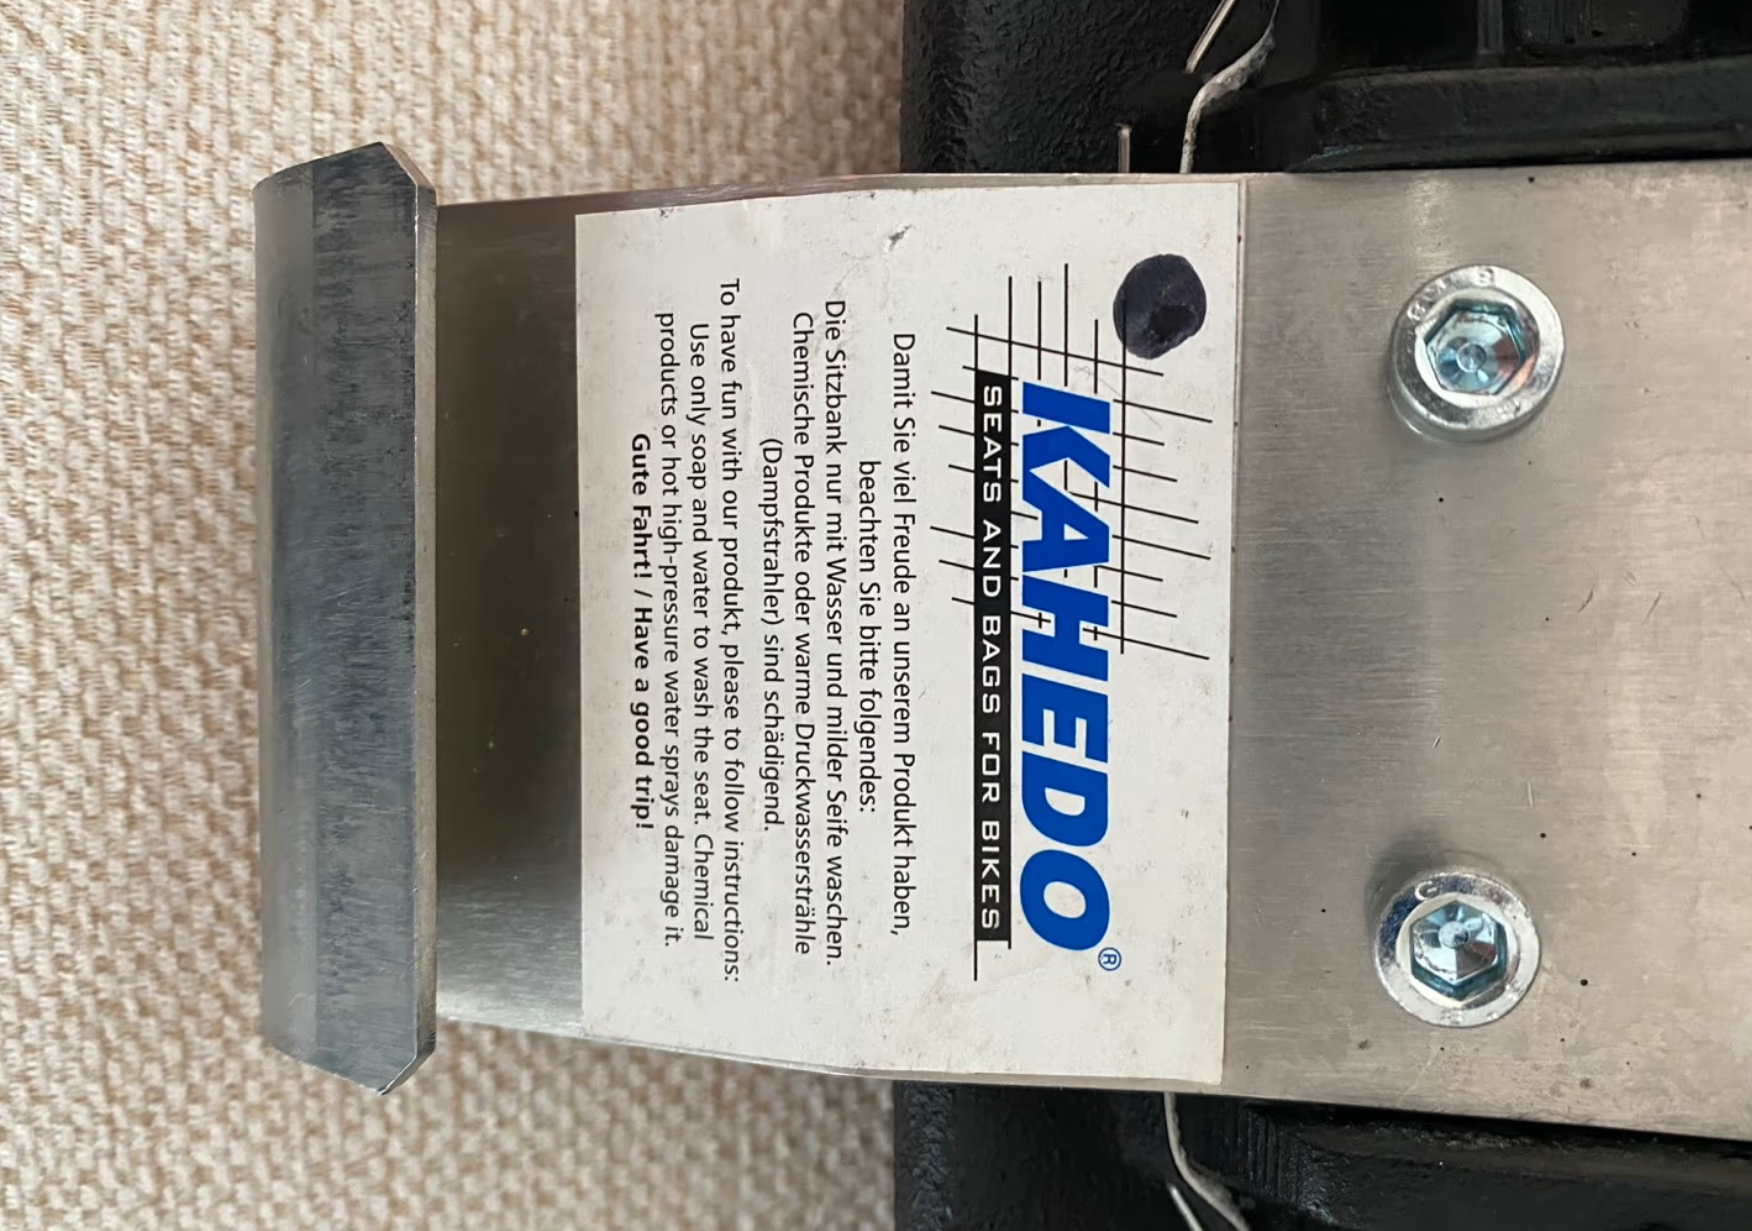 KAHEDO®
SEATS AND BAGS FOR BIKES
Damit Sie viel Freude an unserem Produkt haben,
beachten Sie bitte folgendes:
Die Sitzbank nur mit Wasser und milder Seife waschen.
Chemische Produkte oder warme Druckwassersträhle
(Dampfstrahler) sind schädigend.
To have fun with our produkt, please to follow instructions:
Use only soap and water to wash the seat. Chemical
products or hot high-pressure water sprays damage it.
Gute Fahrt! / Have a good trip!